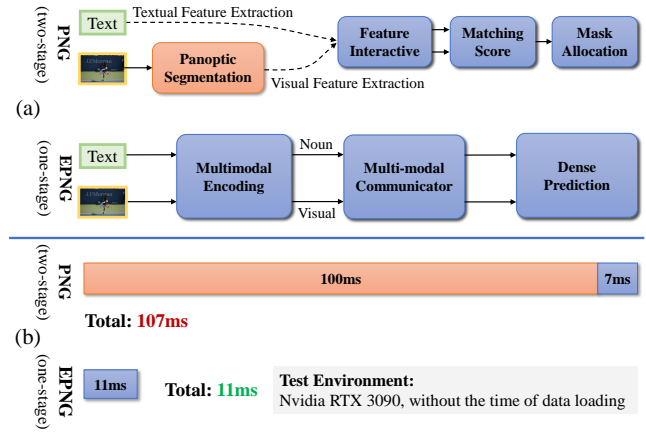 PNG
(two-stage)
Text
Textual Feature Extraction
Panoptic
Segmentation
Visual Feature Extraction
Feature
Interactive
Matching
Score
Mask
Allocation
(a)
EPNG
(one-stage)
Text
Multimodal
Encoding
Noun
Visual
Multi-modal
Communicator
Dense
Prediction
PNG
(two-stage)
100ms
7ms
Total: 107ms
(b)
EPNG
(one-stage)
11ms
Total: 11ms
Test Environment:
Nvidia RTX 3090, without the time of data loading